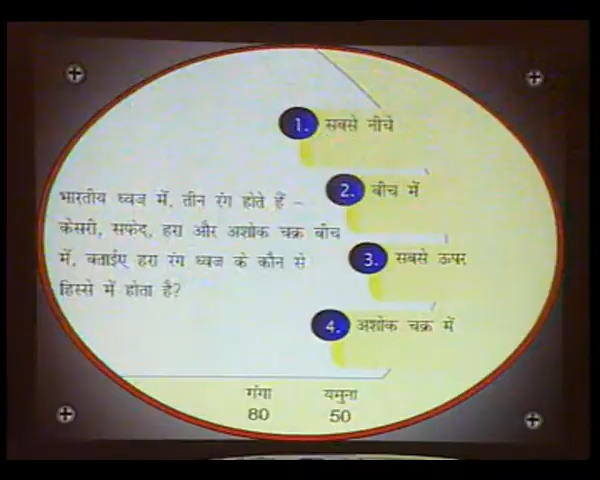 भारतीय ध्वज में, तीन रंग होते हैं –
केसरी, सफेद, हरा और अशोक चक्र बीच
में, बताईए हरा रंग ध्वज के कौन से
हिस्से में होता है?
1. सबसे नीचे
2. बीच में
3. सबसे ऊपर
4. अशोक चक्र में
गंगा यमुना
80 50